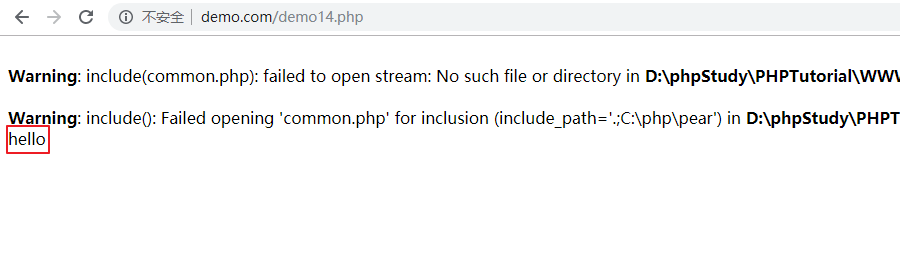 不安全 demo.com/demo14.php
Warning: include(common.php): failed to open stream: No such file or directory in D:\phpStudy\PHPTutorial\WWW
Warning: include(): Failed opening 'common.php' for inclusion (include_path='.;C:\php\pear') in D:\phpStudy\PHPT
hello